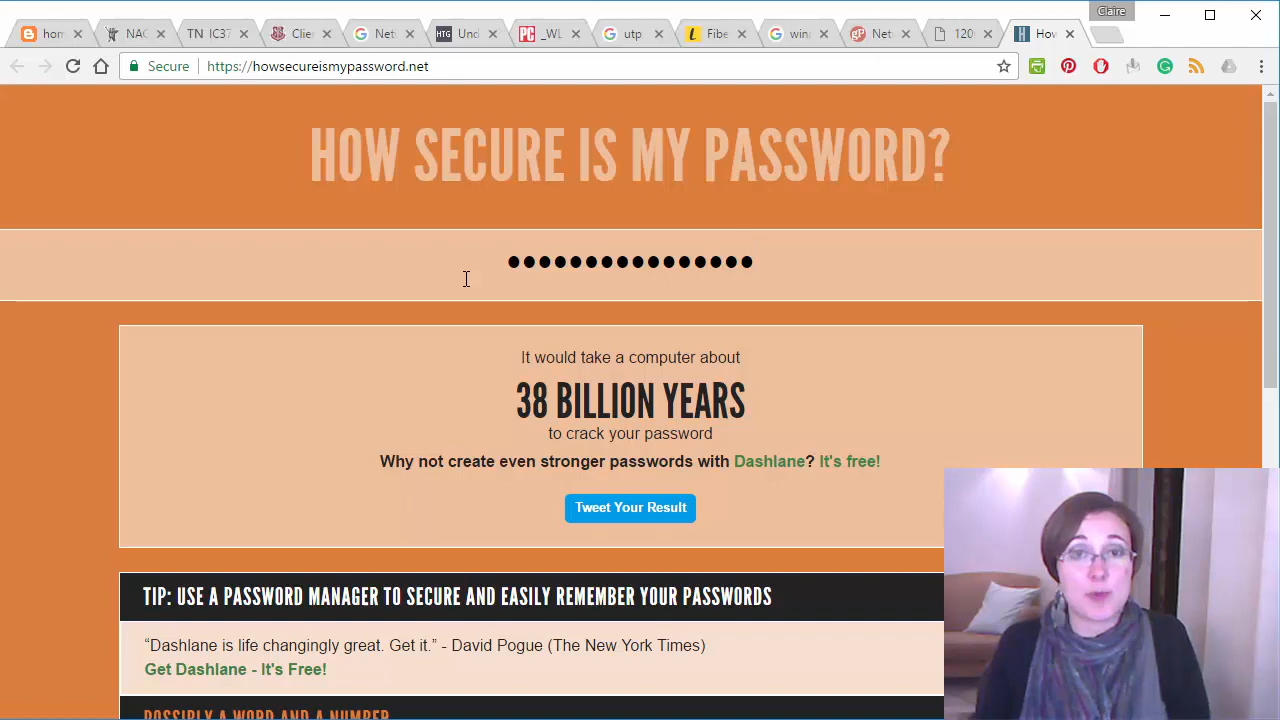 Claire
hom
NAC
TN IC37
Clie
Net
HTG Und
PC _WL
utp
Fibe
win
gP Net
120
How
Secure https://howsecureismypassword.net
HOW SECURE IS MY PASSWORD?
It would take a computer about
38 BILLION YEARS
to crack your password
Why not create even stronger passwords with Dashlane? It's free!
Tweet Your Result
TIP: USE A PASSWORD MANAGER TO SECURE AND EASILY REMEMBER YOUR PASSWORDS
“Dashlane is life changingly great. Get it.” - David Pogue (The New York Times)
Get Dashlane - It's Free!
POSSIBLY A WORD AND A NUMBER